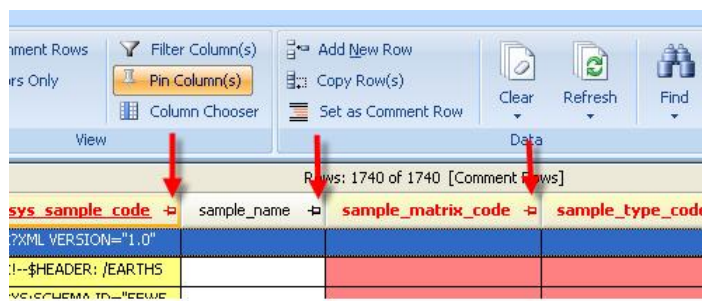 nment Rows Filter Column(s) Add New Row
rs Only Pin Column(s) Copy Row(s) Clear Refresh Find
Column Chooser Set as Comment Row
View Data
Rows: 1740 of 1740 [Comment Rows]
sys_sample_code sample_name sample_matrix_code sample_type_code
?XML VERSION="1.0"
!--$HEADER: /EARTHS